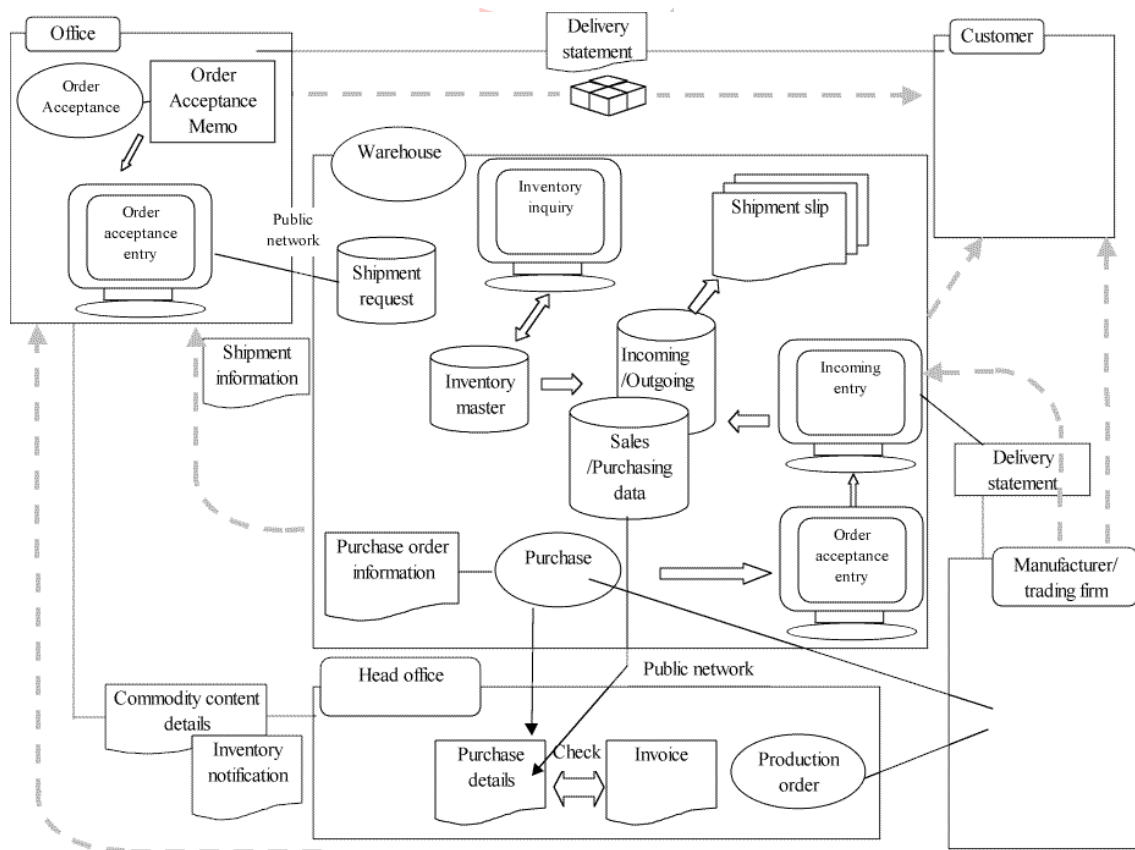 Office
Delivery
statement
Customer
Order
Acceptance
Order
Acceptance
Memo
Warehouse
Inventory
inquiry
Shipment slip
Order
acceptance
entry
Public
network
Shipment
request
Shipment
information
Inventory
master
Incoming
/Outgoing
Incoming
entry
Sales
/Purchasing
data
Delivery
statement
Purchase order
information
Purchase
Order
acceptance
entry
Manufacturer/
trading firm
Head office
Public network
Commodity content
details
Inventory
notification
Purchase
details
Check
Invoice
Production
order